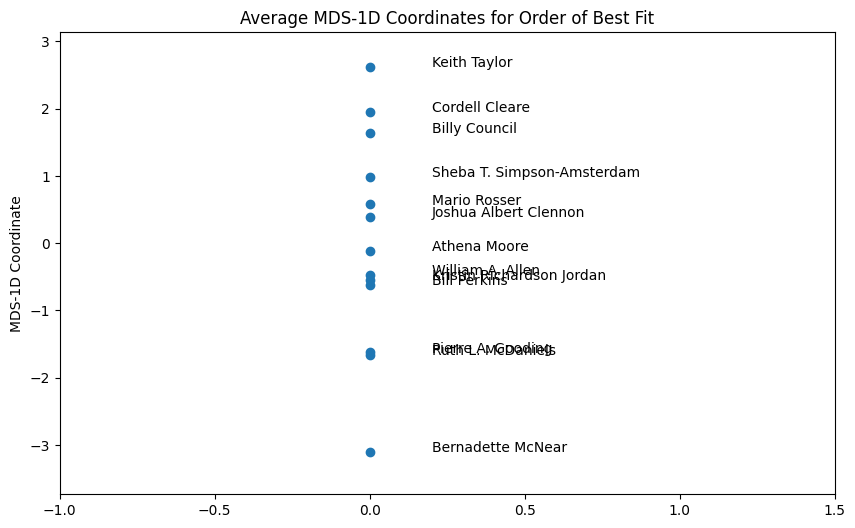 Average MDS-1D Coordinates for Order of Best Fit
3
Keith Taylor
2
Cordell Cleare
Billy Council
1
Sheba T. Simpson-Amsterdam
Mario Rosser
Joshua Albert Clennon
0
Athena Moore
William A. Allen
Kristin Richardson Jordan
Bill Perkins
−1
Pierre A. Gooding
Ruth L. McDaniels
−2
−3
Bernadette McNear
MDS-1D Coordinate
−1.0 −0.5 0.0 0.5 1.0 1.5